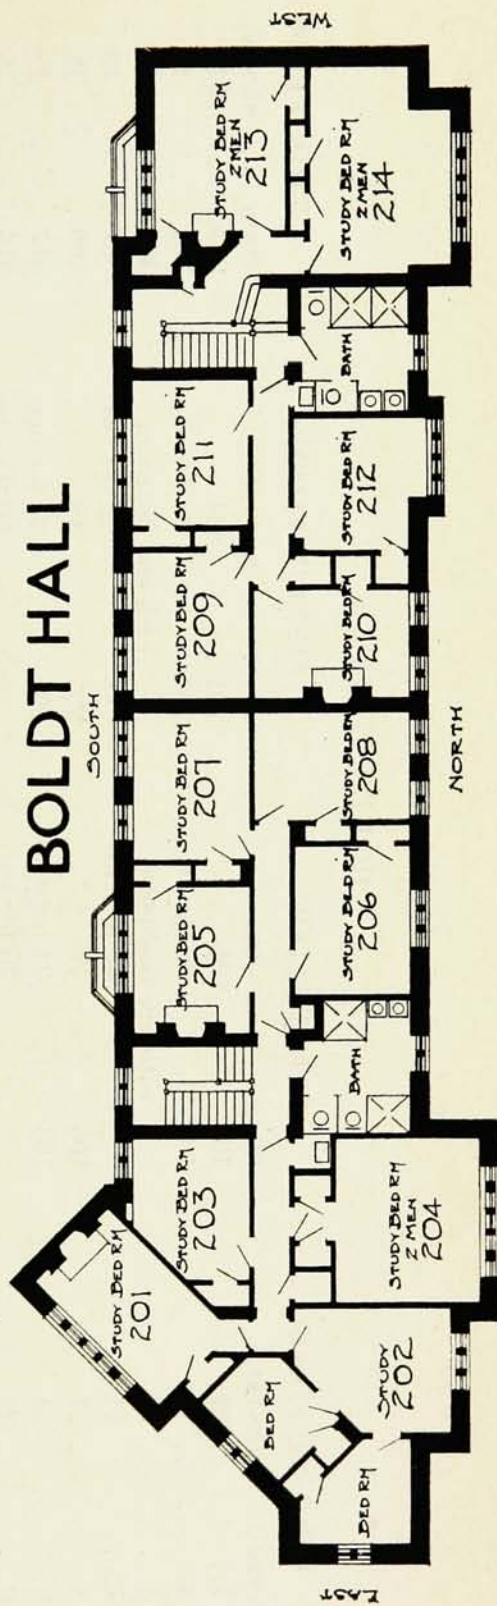 BOLDT HALL
SOUTH
WEST
EAST
NORTH
STUDY BED RM
201
BED RM
BED RM
STUDY
202
STUDY BED RM
203
STUDY BED RM
2 MEN
204
BATH
STUDY BED RM
205
STUDY BED RM
206
STUDY BED RM
207
STUDY BED RM
208
STUDY BED RM
209
STUDY BED RM
210
STUDY BED RM
211
STUDY BED RM
212
BATH
STUDY BED RM
2 MEN
213
STUDY BED RM
2 MEN
214